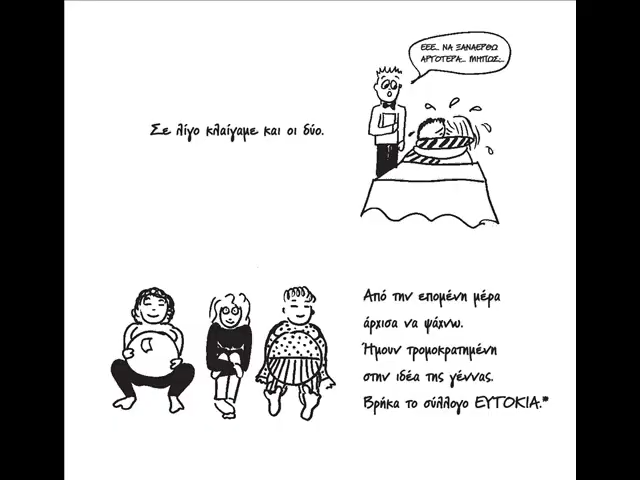 ΕΕΕ... ΝΑ ΞΑΝΑΕΡΘΩ
ΑΡΓΟΤΕΡΑ... ΜΗΠΩΣ...
Σε λίγο κλαίγαμε και οι δύο.
Από την επομένη μέρα
άρχισα να ψάχνω.
Ήμουν τρομοκρατημένη
στην ιδέα της γέννας.
Βρήκα το σύλλογο ΕΥΤΟΚΙΑ.*